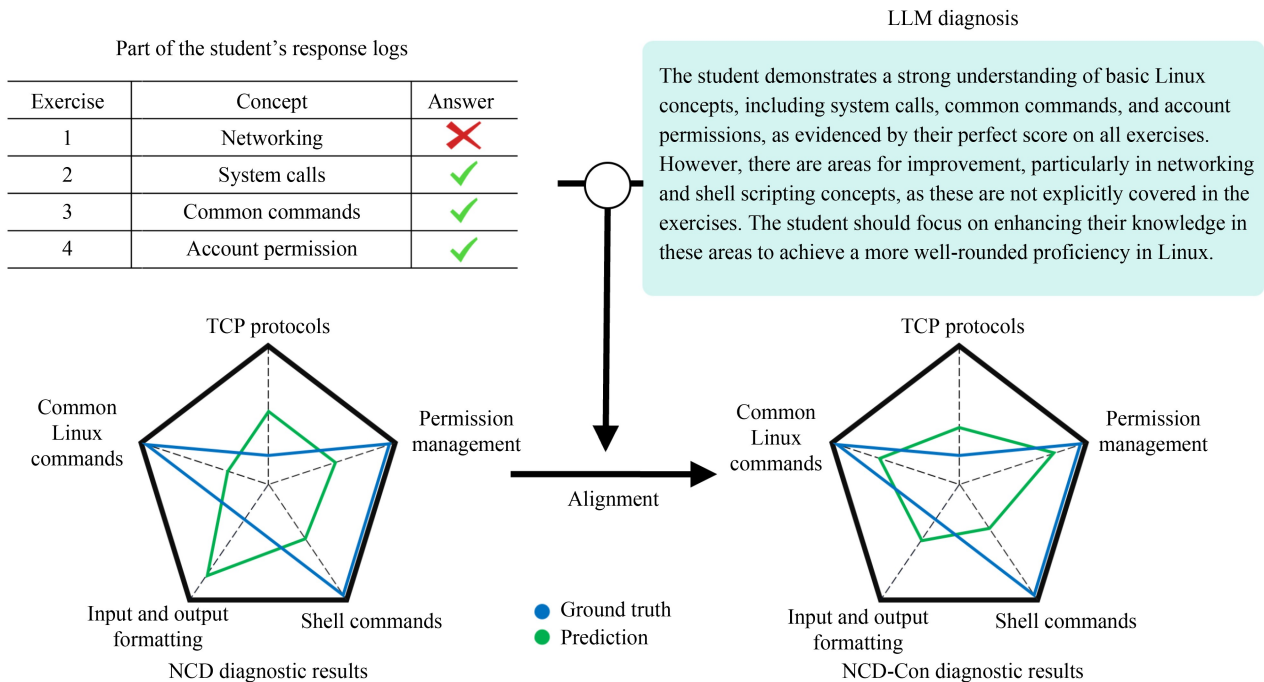 Part of the student's response logs
Exercise Concept Answer
1 Networking
2 System calls
3 Common commands
4 Account permission
LLM diagnosis
The student demonstrates a strong understanding of basic Linux
concepts, including system calls, common commands, and account
permissions, as evidenced by their perfect score on all exercises.
However, there are areas for improvement, particularly in networking
and shell scripting concepts, as these are not explicitly covered in the
exercises. The student should focus on enhancing their knowledge in
these areas to achieve a more well-rounded proficiency in Linux.
TCP protocols
Common
Linux
commands
Permission
management
Input and output
formatting
Shell commands
NCD diagnostic results
Alignment
Ground truth
Prediction
TCP protocols
Common
Linux
commands
Permission
management
Input and output
formatting
Shell commands
NCD-Con diagnostic results